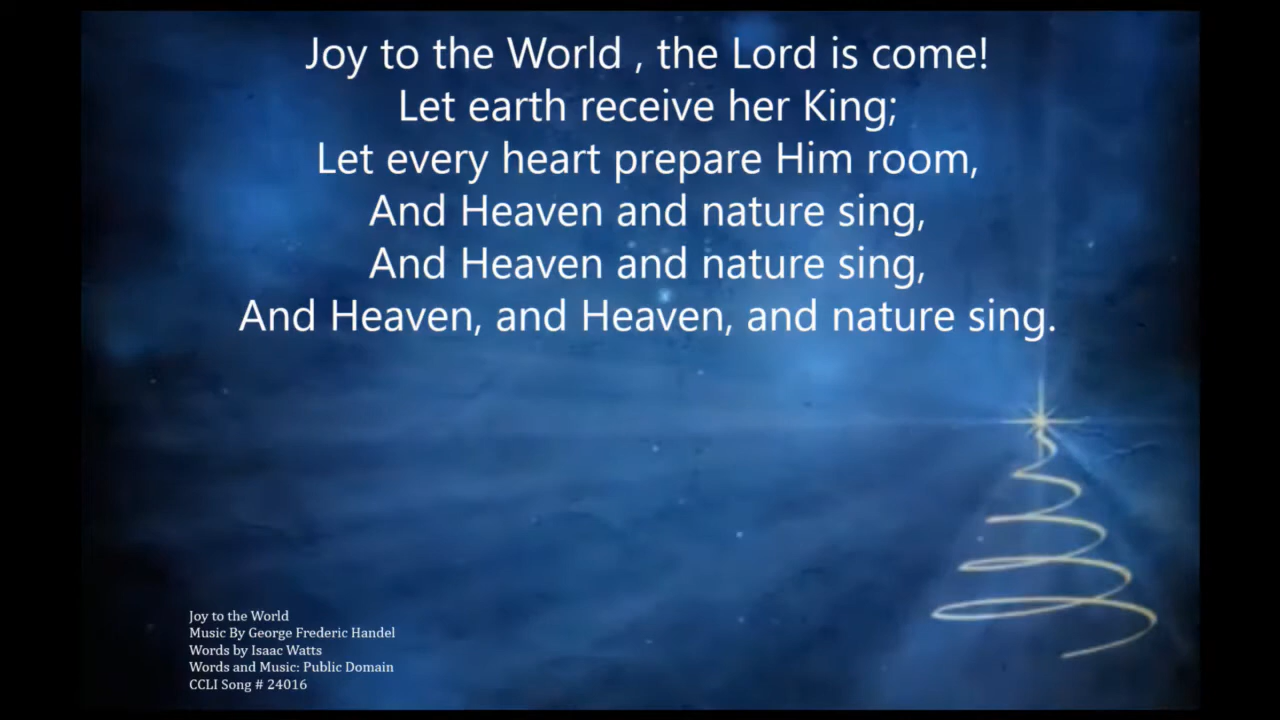 Joy to the World , the Lord is come!
Let earth receive her King;
Let every heart prepare Him room,
And Heaven and nature sing,
And Heaven and nature sing,
And Heaven, and Heaven, and nature sing.
Joy to the World
Music By George Frederic Handel
Words by Isaac Watts
Words and Music: Public Domain
CCLI Song # 24016